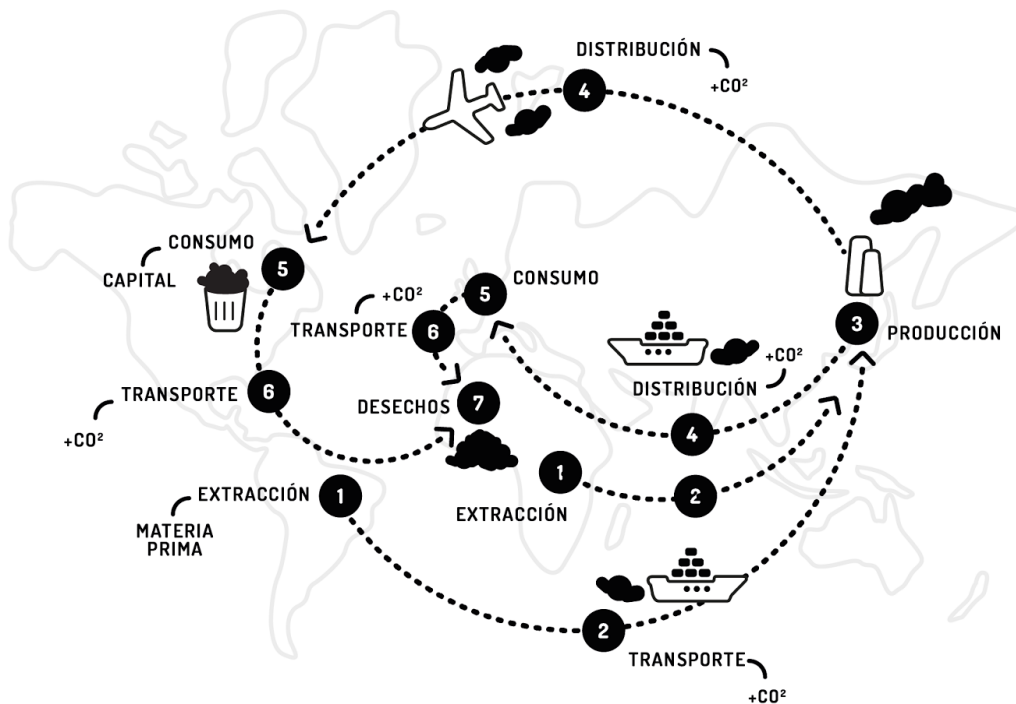 DISTRIBUCIÓN
4
+CO²
CONSUMO
CAPITAL
5
CONSUMO
5
+CO²
TRANSPORTE
6
3
PRODUCCIÓN
+CO²
DISTRIBUCIÓN
4
TRANSPORTE
6
+CO²
DESECHOS
7
1
EXTRACCIÓN
2
EXTRACCIÓN
1
MATERIA
PRIMA
2
TRANSPORTE
+CO²